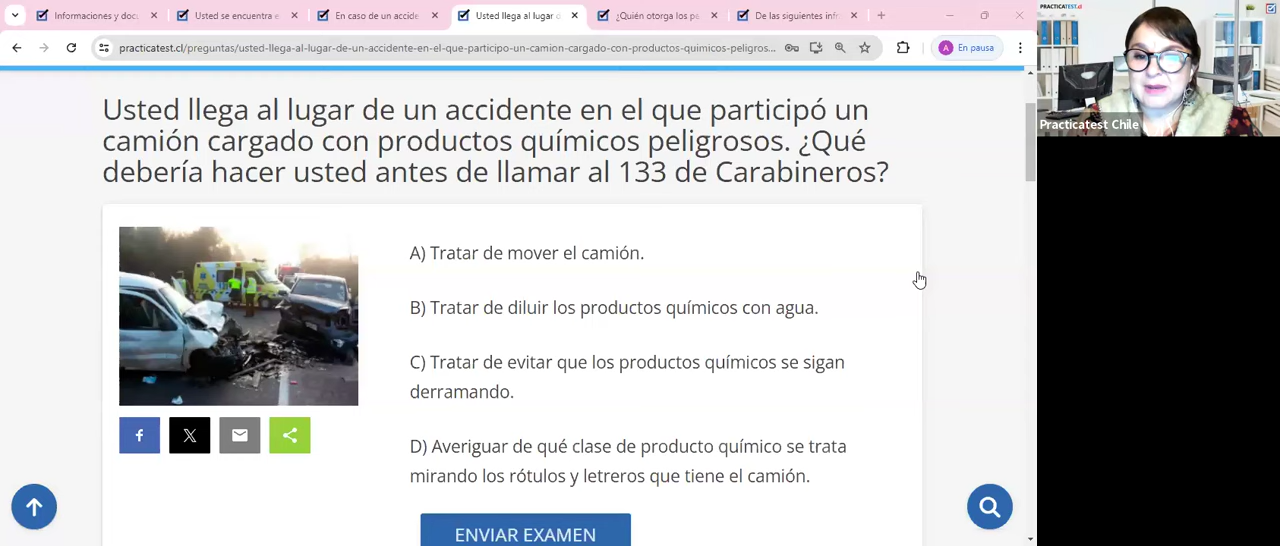 Informaciones y doc
Usted se encuentra e
En caso de un accide
Usted llega al lugar d
¿Quién otorga los pe
De las siguientes infr
practicatest.cl/preguntas/usted-llega-al-lugar-de-un-accidente-en-el-que-participo-un-camion-cargado-con-productos-quimicos-peligros...
A
En pausa
PRACTICATEST.cl
Practicatest Chile
Usted llega al lugar de un accidente en el que participó un
camión cargado con productos químicos peligrosos. ¿Qué
debería hacer usted antes de llamar al 133 de Carabineros?
A) Tratar de mover el camión.
B) Tratar de diluir los productos químicos con agua.
C) Tratar de evitar que los productos químicos se sigan
derramando.
D) Averiguar de qué clase de producto químico se trata
mirando los rótulos y letreros que tiene el camión.
ENVIAR EXAMEN